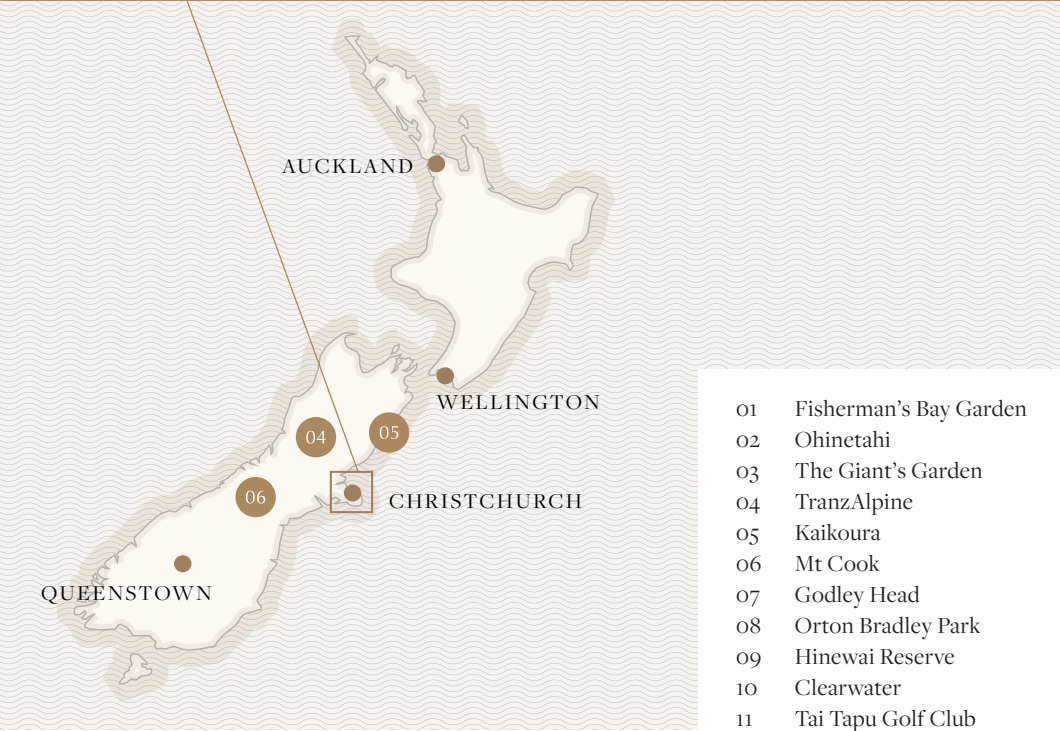 AUCKLAND
WELLINGTON
04
05
06
CHRISTCHURCH
QUEENSTOWN
01 Fisherman’s Bay Garden
02 Ohinetahi
03 The Giant’s Garden
04 TranzAlpine
05 Kaikoura
06 Mt Cook
07 Godley Head
08 Orton Bradley Park
09 Hinewai Reserve
10 Clearwater
11 Tai Tapu Golf Club